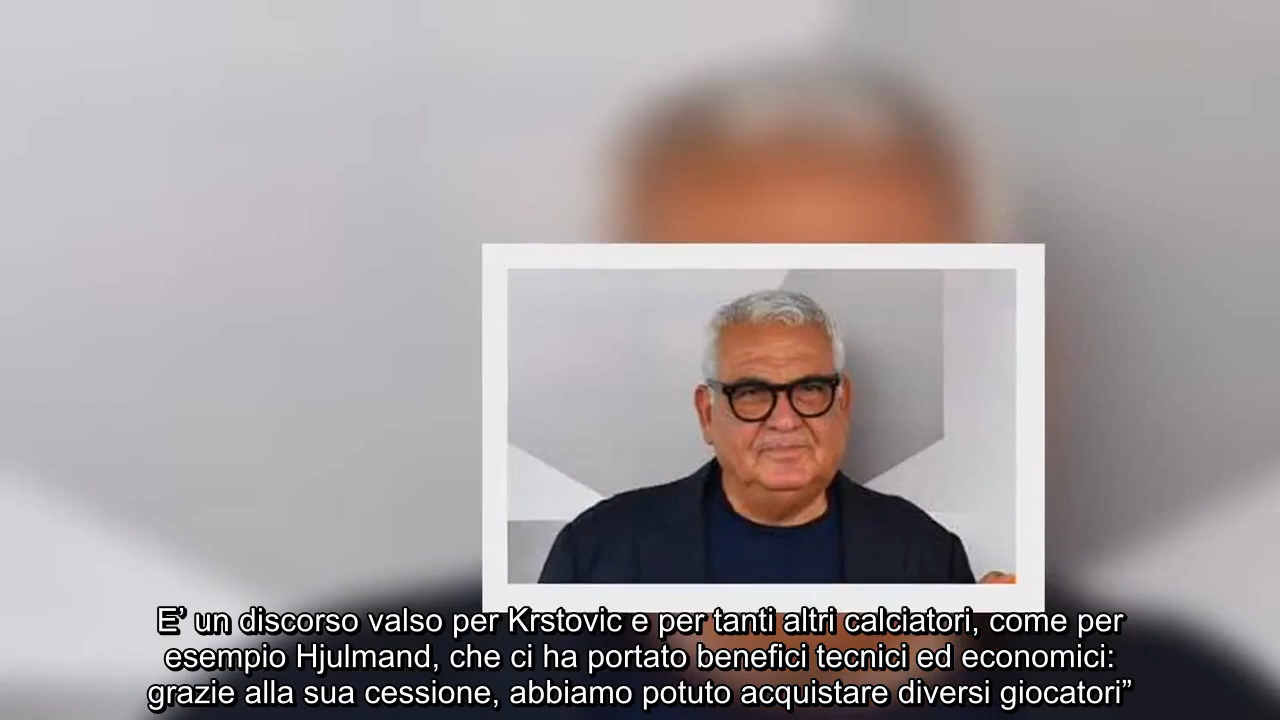 E’ un discorso valso per Krstovic e per tanti altri calciatori, come per
esempio Hjulmand, che ci ha portato benefici tecnici ed economici:
grazie alla sua cessione, abbiamo potuto acquistare diversi giocatori”